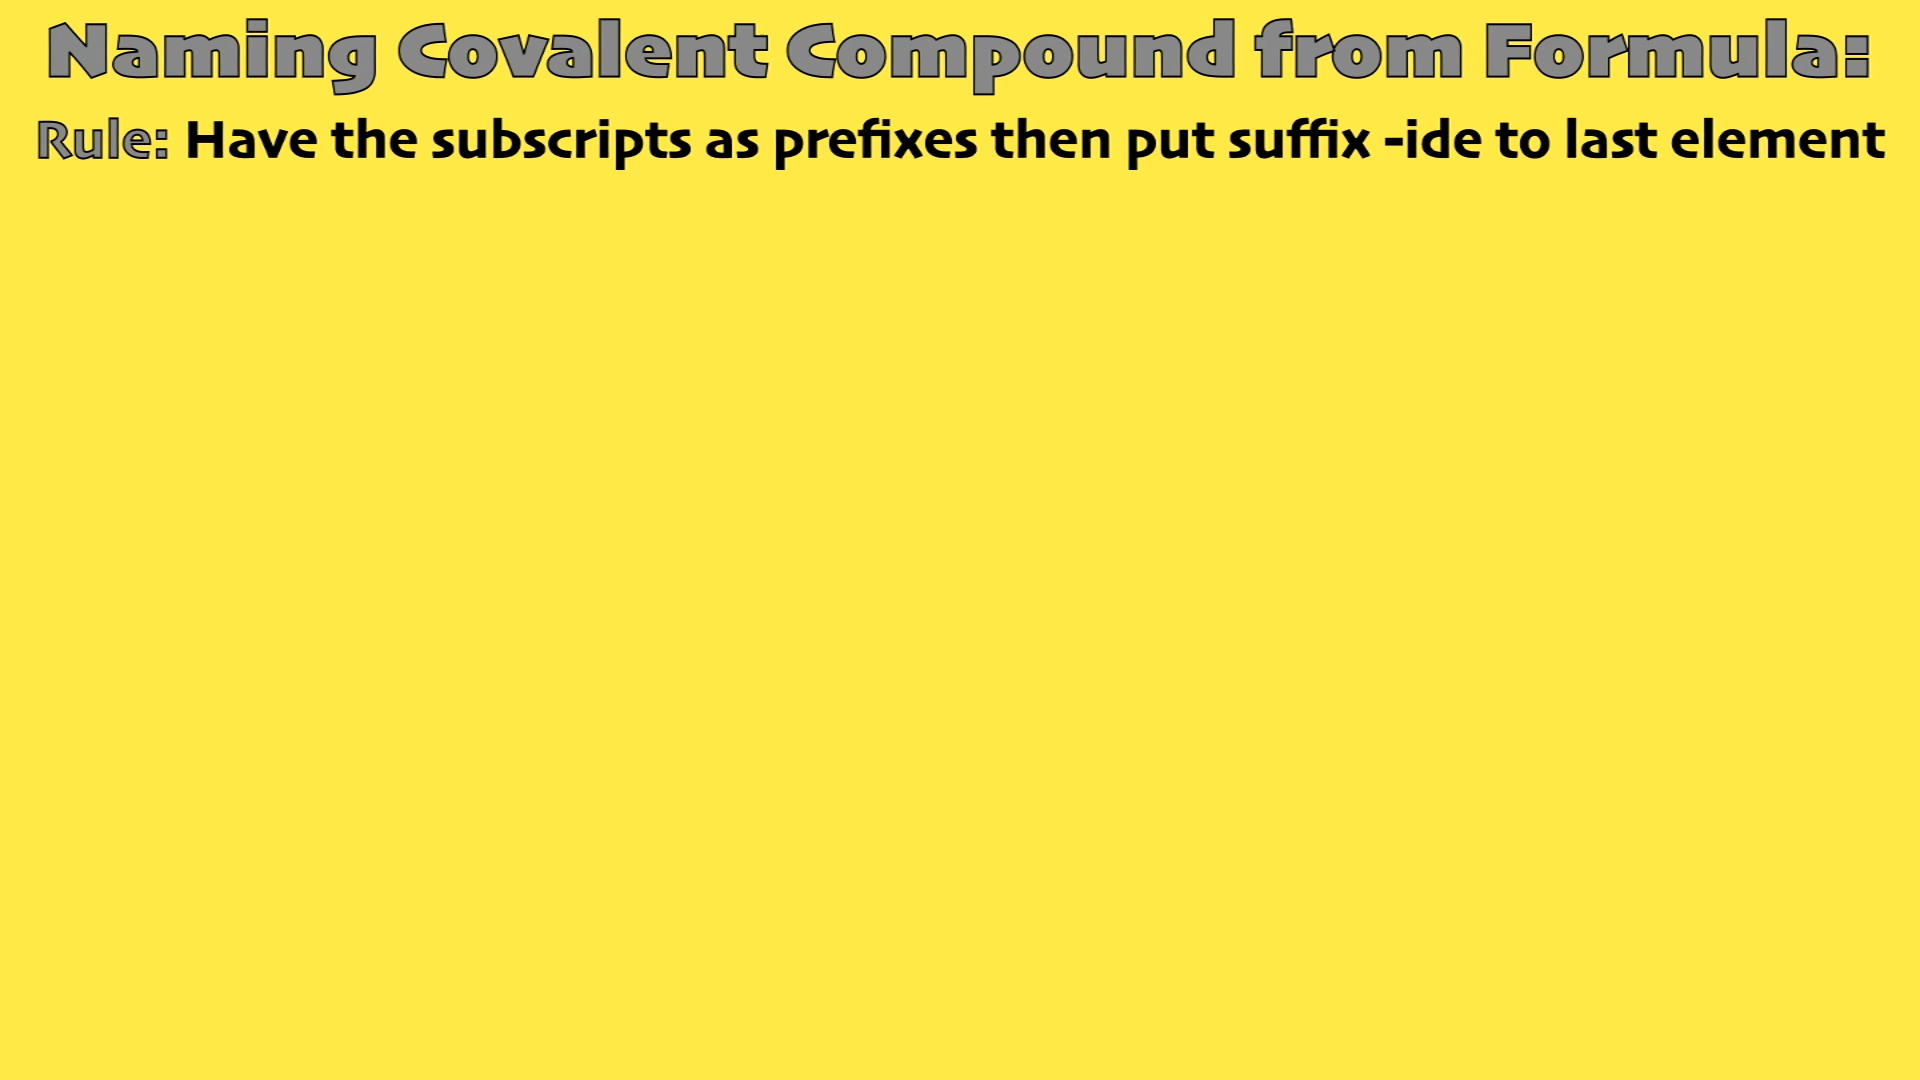 Naming Covalent Compound from Formula:
Rule: Have the subscripts as prefixes then put suffix -ide to last element